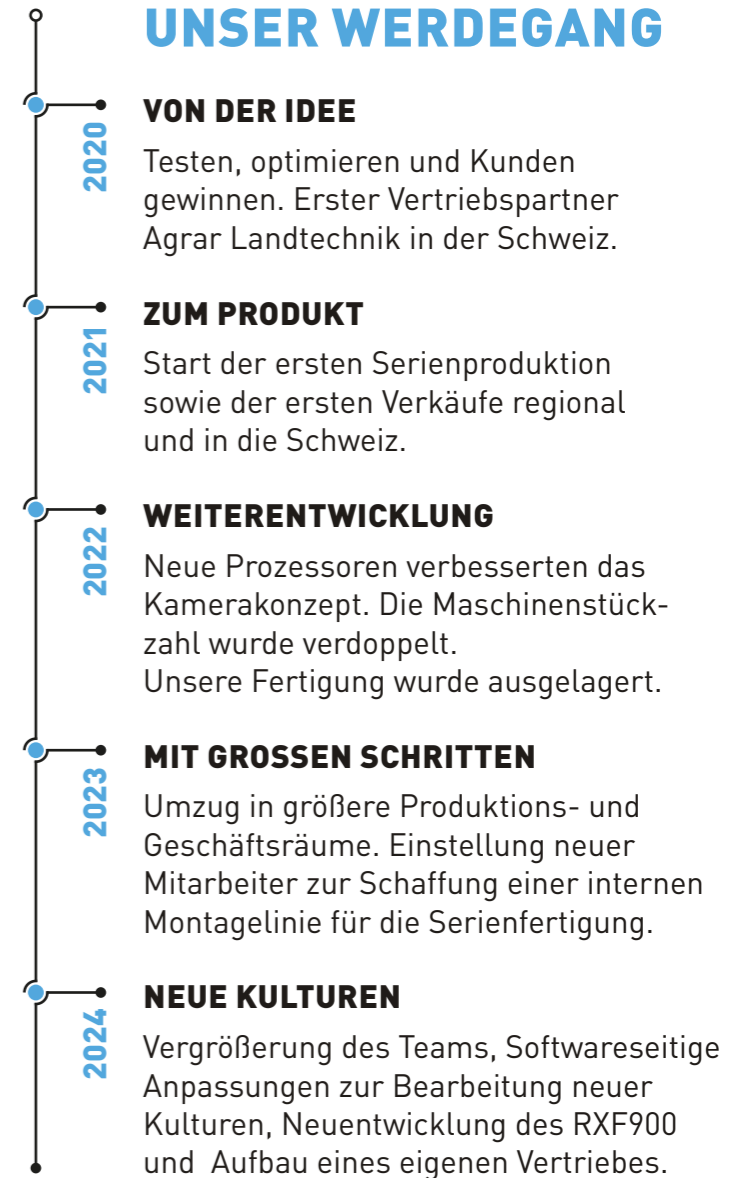 UNSER WERDEGANG
2020
VON DER IDEE
Testen, optimieren und Kunden
gewinnen. Erster Vertriebspartner
Agrar Landtechnik in der Schweiz.
2021
ZUM PRODUKT
Start der ersten Serienproduktion
sowie der ersten Verkäufe regional
und in die Schweiz.
2022
WEITERENTWICKLUNG
Neue Prozessoren verbesserten das
Kamerakonzept. Die Maschinenstück-
zahl wurde verdoppelt.
Unsere Fertigung wurde ausgelagert.
2023
MIT GROSSEN SCHRITTEN
Umzug in größere Produktions- und
Geschäftsräume. Einstellung neuer
Mitarbeiter zur Schaffung einer internen
Montagelinie für die Serienfertigung.
2024
NEUE KULTUREN
Vergrößerung des Teams, Softwareseitige
Anpassungen zur Bearbeitung neuer
Kulturen, Neuentwicklung des RXF900
und  Aufbau eines eigenen Vertriebes.